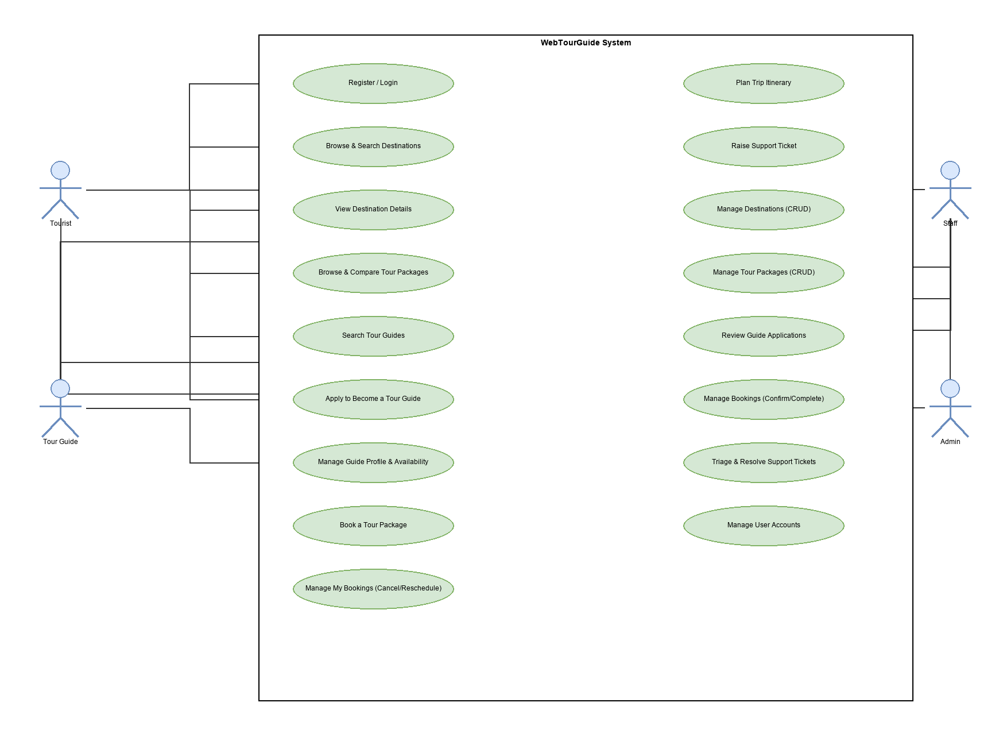 WebTourGuide System
Register / Login
Plan Trip Itinerary
Browse & Search Destinations
Raise Support Ticket
View Destination Details
Manage Destinations (CRUD)
Tourist
Staff
Browse & Compare Tour Packages
Manage Tour Packages (CRUD)
Search Tour Guides
Review Guide Applications
Apply to Become a Tour Guide
Manage Bookings (Confirm/Complete)
Tour Guide
Admin
Manage Guide Profile & Availability
Triage & Resolve Support Tickets
Book a Tour Package
Manage User Accounts
Manage My Bookings (Cancel/Reschedule)